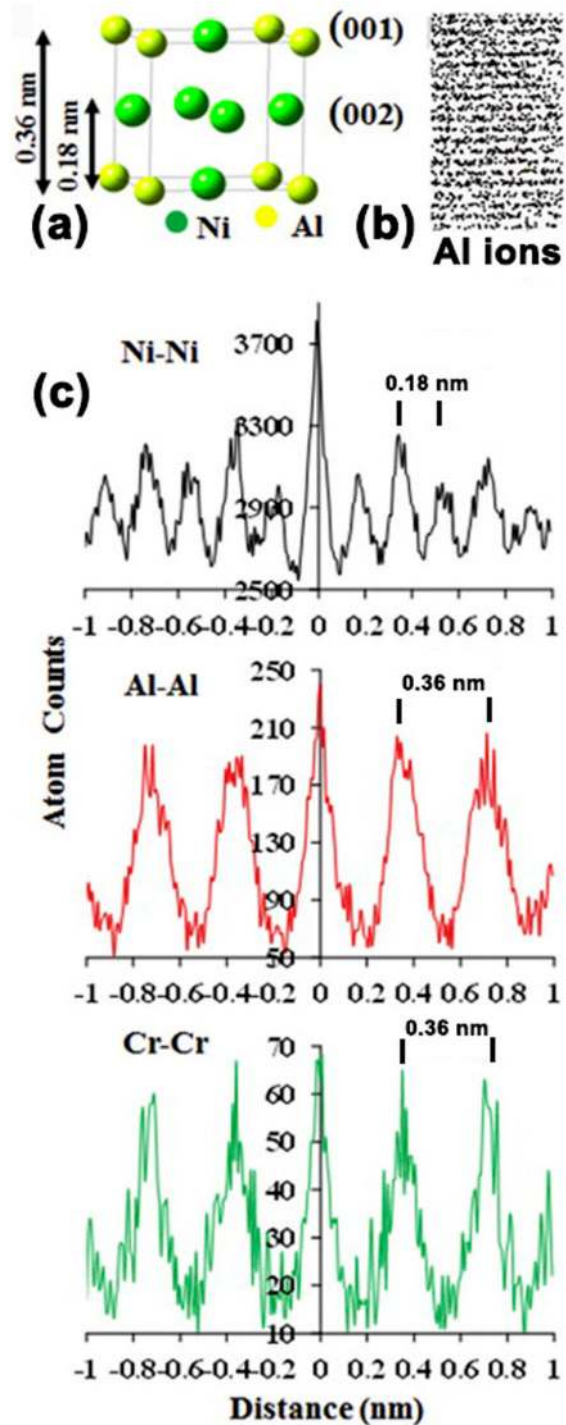 (001)
0.36 nm
0.18 nm
(002)
(a)
Ni
Al
(b)
Al ions
(c)
Atom Counts
Ni-Ni
3700
3300
2900
2500
0.18 nm
-1 -0.8 -0.6 -0.4 -0.2 0 0.2 0.4 0.6 0.8 1
Al-Al
250
210
170
130
90
50
0.36 nm
-1 -0.8 -0.6 -0.4 -0.2 0 0.2 0.4 0.6 0.8 1
Cr-Cr
70
60
50
40
30
20
10
0.36 nm
-1 -0.8 -0.6 -0.4 -0.2 0 0.2 0.4 0.6 0.8 1
Distance (nm)